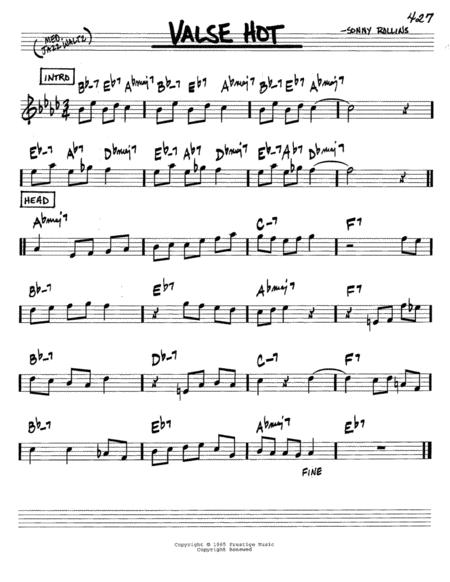 427
(MED. JAZZ WALTZ)
VALSE HOT
-SONNY ROLLINS
INTRO
Bb-7 Eb7 Abmaj7 Bb-7 Eb7 Abmaj7 Bb-7 Eb7 Abmaj7
Eb-7 Ab7 Dbmaj7 Eb-7 Ab7 Dbmaj7 Eb-7 Ab7 Dbmaj7
HEAD
Abmaj7 C-7 F7
Bb-7 Eb7 Abmaj7 F7
Bb-7 Db-7 C-7 F7
Bb-7 Eb7 Abmaj7
FINE
Copyright © 1965 Prestige Music
Copyright Renewed